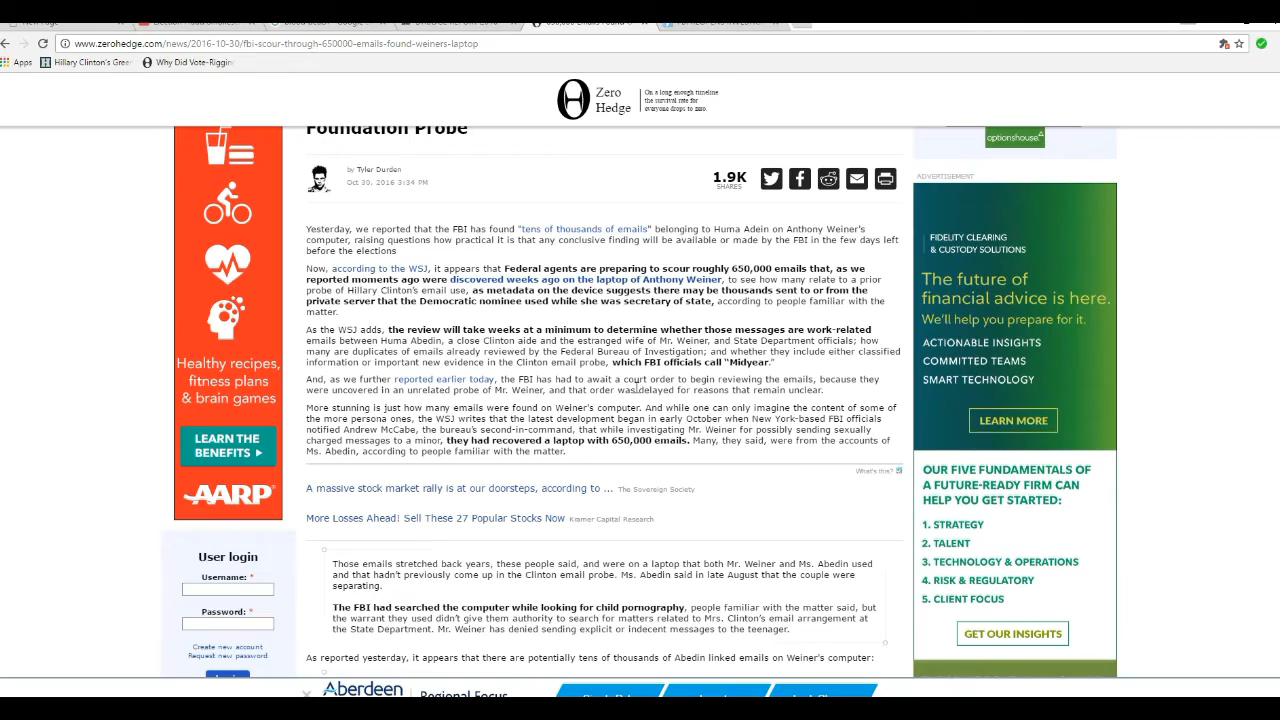 www.zerohedge.com/news/2016-10-30/fbi-scour-through-650000-emails-found-weiners-laptop
Apps
Hillary Clinton's Gree
Why Did Vote-Riggin
Zero
Hedge
On a long enough timeline
the survival rate for
everyone drops to zero.
Foundation Probe
optionshouse
by Tyler Durden
Oct 30, 2016 3:34 PM
1.9K
SHARES
ADVERTISEMENT
Yesterday, we reported that the FBI has found "tens of thousands of emails" belonging to Huma Adein on Anthony Weiner's
computer, raising questions how practical it is that any conclusive finding will be available or made by the FBI in the few days left
before the elections
Now, according to the WSJ, it appears that Federal agents are preparing to scour roughly 650,000 emails that, as we
reported moments ago were discovered weeks ago on the laptop of Anthony Weiner, to see how many relate to a prior
probe of Hillary Clinton's email use, as metadata on the device suggests there may be thousands sent to or from the
private server that the Democratic nominee used while she was secretary of state, according to people familiar with the
matter.
As the WSJ adds, the review will take weeks at a minimum to determine whether those messages are work-related
emails between Huma Abedin, a close Clinton aide and the estranged wife of Mr. Weiner, and State Department officials; how
many are duplicates of emails already reviewed by the Federal Bureau of Investigation; and whether they include either classified
information or important new evidence in the Clinton email probe, which FBI officials call "Midyear."
And, as we further reported earlier today, the FBI has had to await a court order to begin reviewing the emails, because they
were uncovered in an unrelated probe of Mr. Weiner, and that order was delayed for reasons that remain unclear.
More stunning is just how many emails were found on Weiner's computer. And while one can only imagine the content of some of
the more persona ones, the WSJ writes that the latest development began in early October when New York-based FBI officials
notified Andrew McCabe, the bureau's second-in-command, that while investigating Mr. Weiner for possibly sending sexually
charged messages to a minor, they had recovered a laptop with 650,000 emails. Many, they said, were from the accounts of
Ms. Abedin, according to people familiar with the matter.
What's this?
A massive stock market rally is at our doorsteps, according to ... The Sovereign Society
More Losses Ahead! Sell These 27 Popular Stocks Now Kramer Capital Research
Those emails stretched back years, these people said, and were on a laptop that both Mr. Weiner and Ms. Abedin used
and that hadn't previously come up in the Clinton email probe. Ms. Abedin said in late August that the couple were
separating.
The FBI had searched the computer while looking for child pornography, people familiar with the matter said, but
the warrant they used didn't give them authority to search for matters related to Mrs. Clinton's email arrangement at
the State Department. Mr. Weiner has denied sending explicit or indecent messages to the teenager.
As reported yesterday, it appears that there are potentially tens of thousands of Abedin linked emails on Weiner's computer:
Healthy recipes,
fitness plans
& brain games
LEARN THE
BENEFITS
AARP
User login
Username: *
Password: *
Create new account
Request new password
FIDELITY CLEARING
& CUSTODY SOLUTIONS
The future of
financial advice is here.
We'll help you prepare for it.
ACTIONABLE INSIGHTS
COMMITTED TEAMS
SMART TECHNOLOGY
LEARN MORE
OUR FIVE FUNDAMENTALS OF
A FUTURE-READY FIRM CAN
HELP YOU GET STARTED:
1. STRATEGY
2. TALENT
3. TECHNOLOGY & OPERATIONS
4. RISK & REGULATORY
5. CLIENT FOCUS
GET OUR INSIGHTS
Aberdeen
Regional Focus